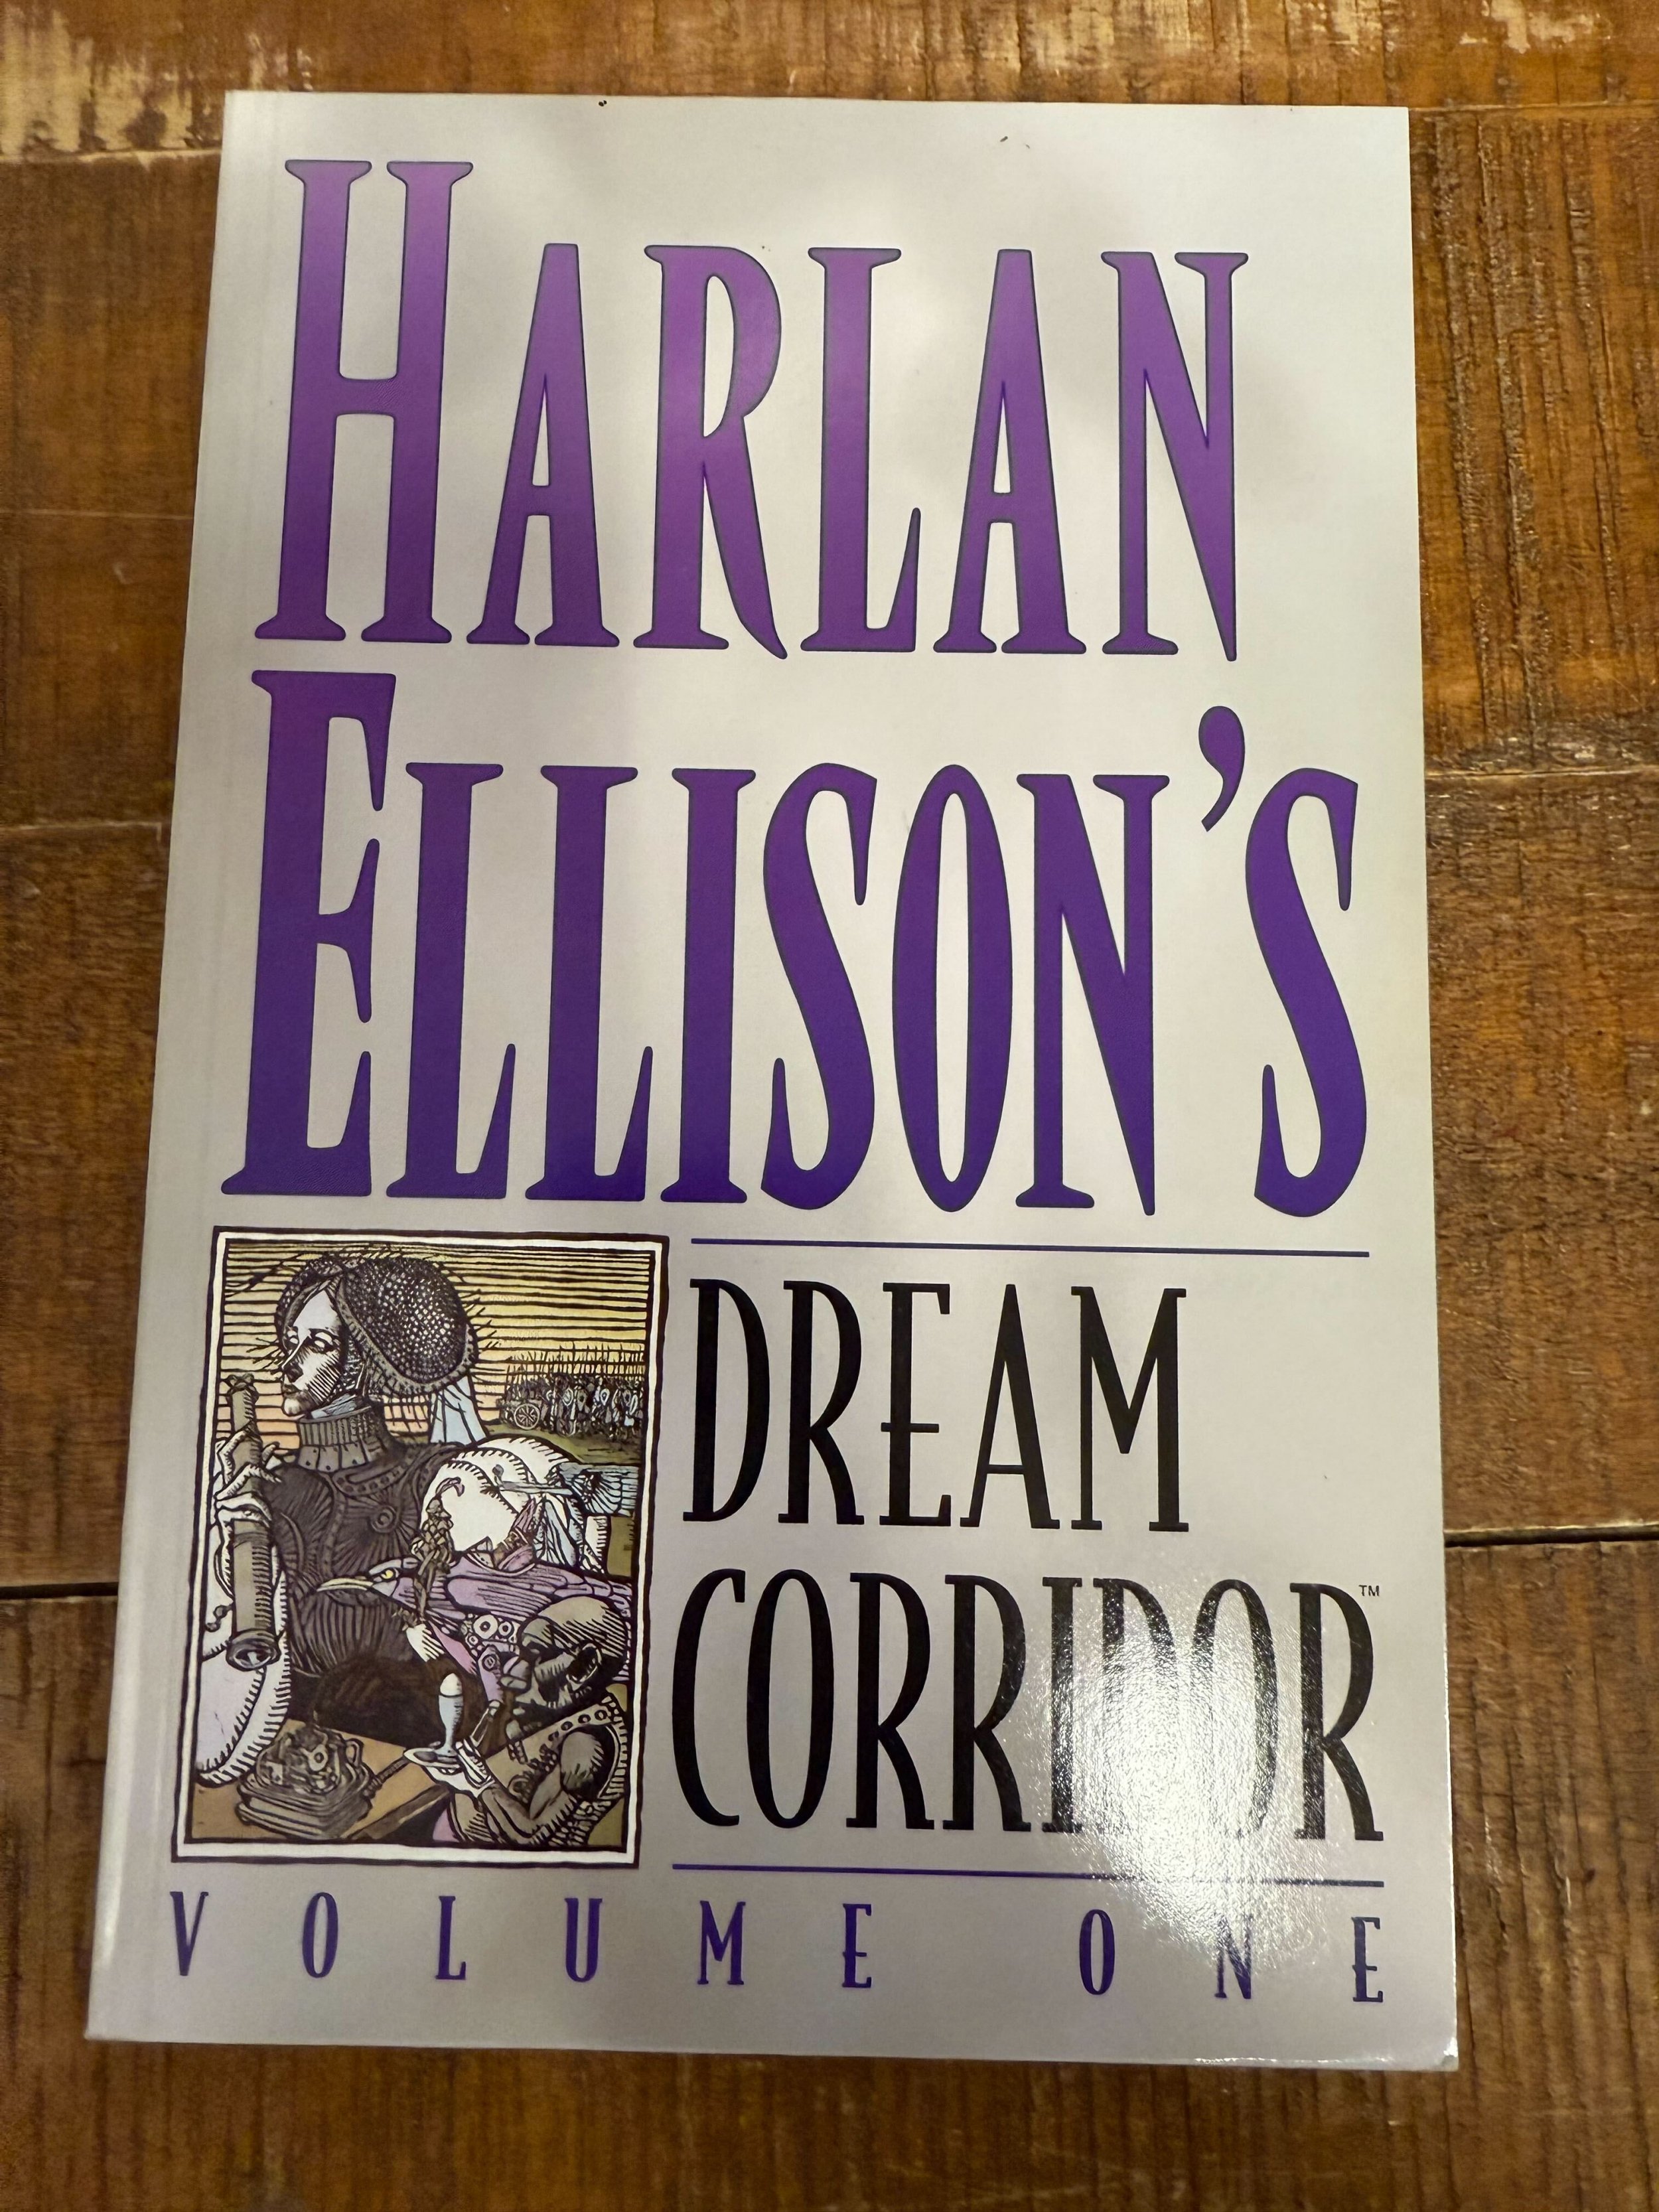 HARLAN
ELLISON'S
DREAM
CORRIDOR™
VOLUME ONE